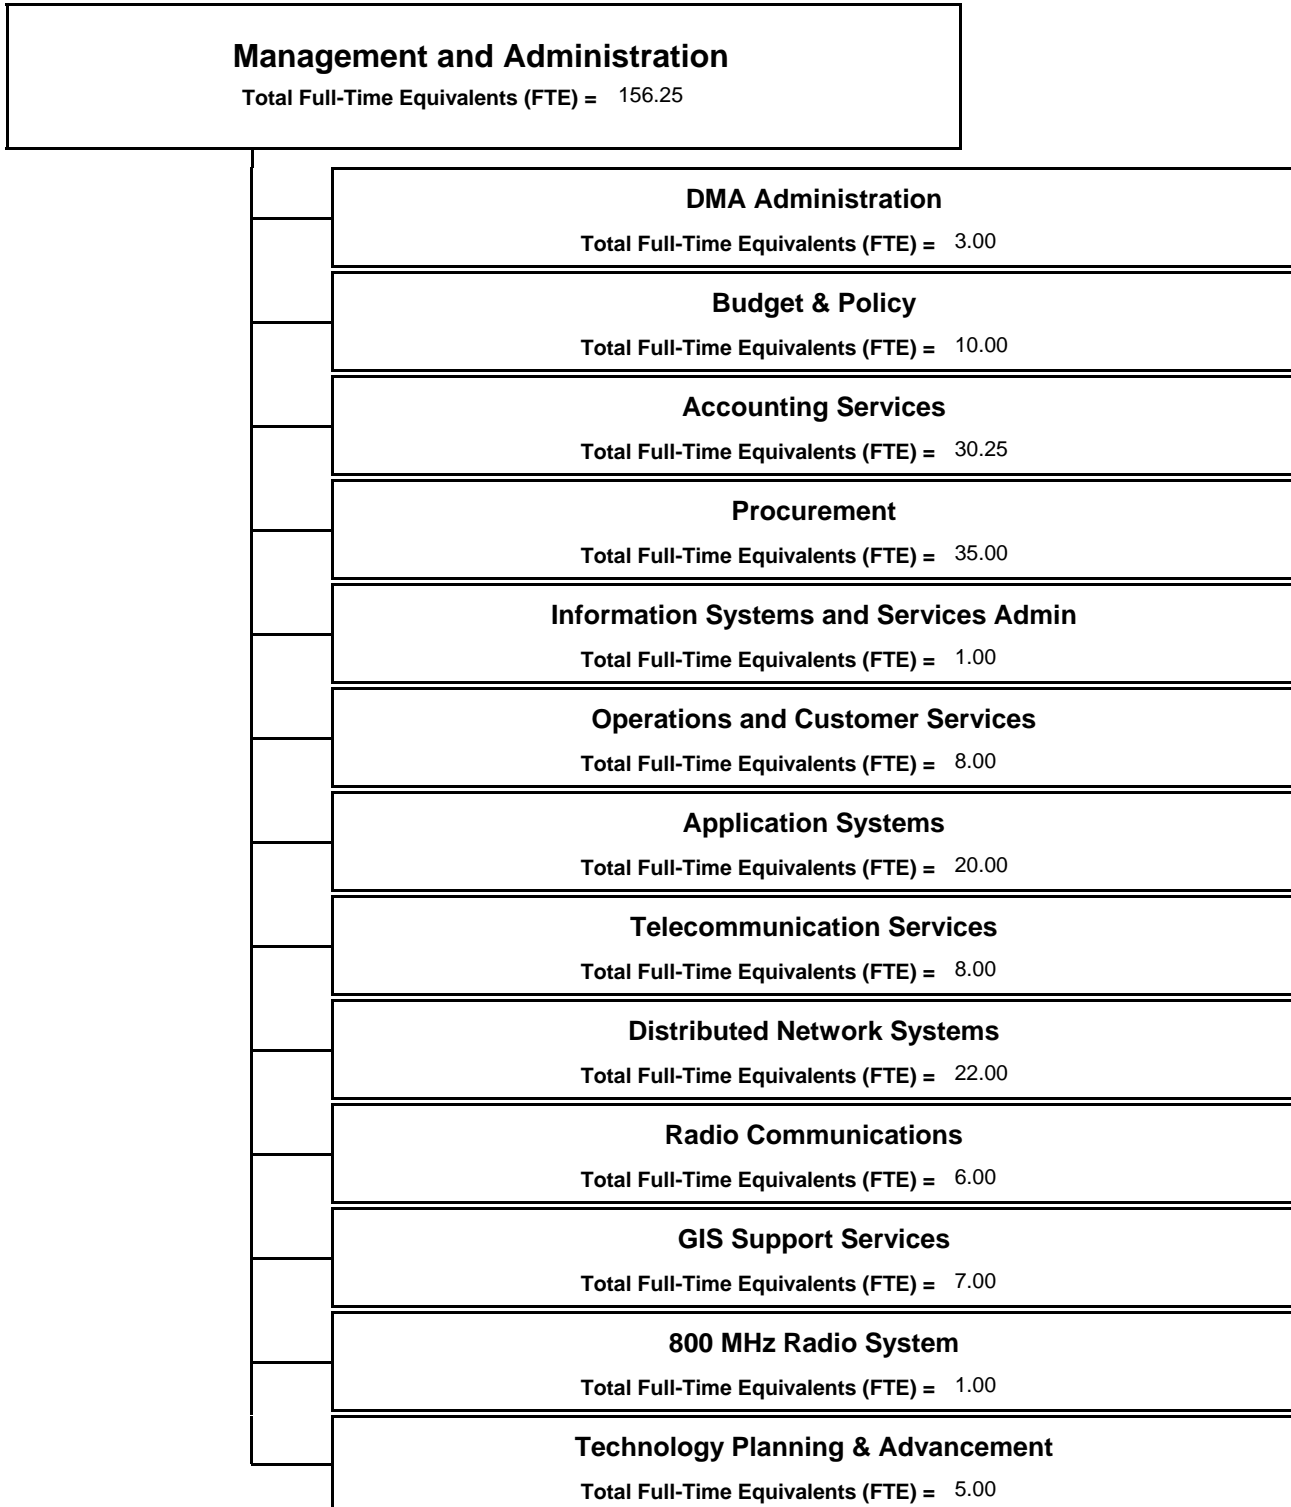 Management and Administration
Total Full-Time Equivalents (FTE) = 156.25
DMA Administration
Total Full-Time Equivalents (FTE) = 3.00
Budget & Policy
Total Full-Time Equivalents (FTE) = 10.00
Accounting Services
Total Full-Time Equivalents (FTE) = 30.25
Procurement
Total Full-Time Equivalents (FTE) = 35.00
Information Systems and Services Admin
Total Full-Time Equivalents (FTE) = 1.00
Operations and Customer Services
Total Full-Time Equivalents (FTE) = 8.00
Application Systems
Total Full-Time Equivalents (FTE) = 20.00
Telecommunication Services
Total Full-Time Equivalents (FTE) = 8.00
Distributed Network Systems
Total Full-Time Equivalents (FTE) = 22.00
Radio Communications
Total Full-Time Equivalents (FTE) = 6.00
GIS Support Services
Total Full-Time Equivalents (FTE) = 7.00
800 MHz Radio System
Total Full-Time Equivalents (FTE) = 1.00
Technology Planning & Advancement
Total Full-Time Equivalents (FTE) = 5.00